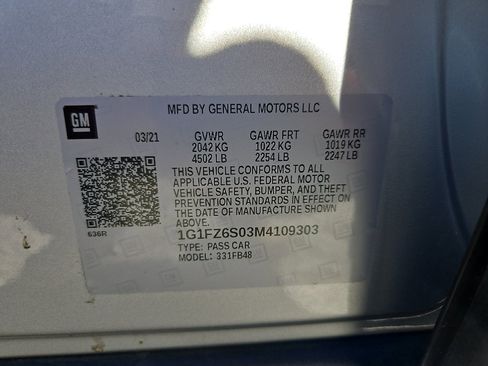 MFD BY GENERAL MOTORS LLC
GM
03/21 GVWR GAWR FRT GAWR RR
2042 KG 1022 KG 1019 KG
4502 LB 2254 LB 2247 LB
THIS VEHICLE CONFORMS TO ALL
APPLICABLE U.S. FEDERAL MOTOR
VEHICLE SAFETY, BUMPER, AND THEFT
PREVENTION STANDARDS IN EFFECT ON
THE DATE OF MANUFACTURE SHOWN
ABOVE.
636R
1G1FZ6S03M4109303
TYPE: PASS CAR
MODEL: 331FB48